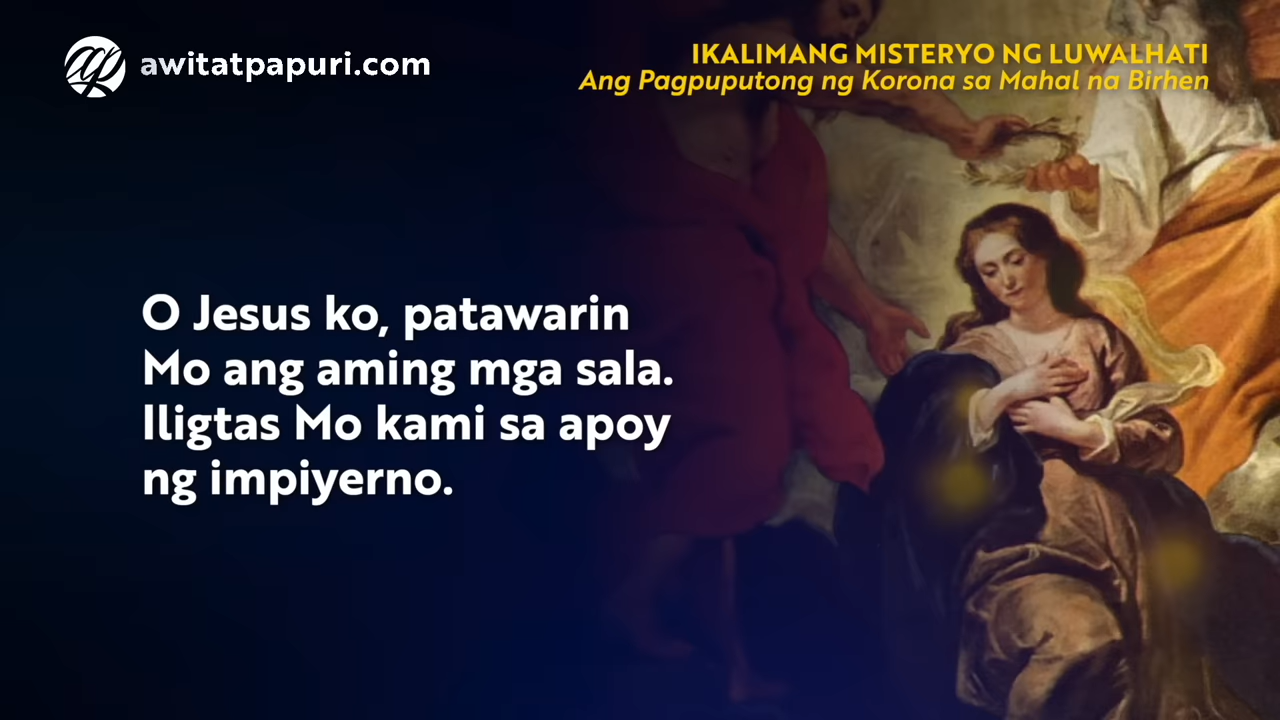 awitatpapuri.com
IKALIMANG MISTERYO NG LUWALHATI
Ang Pagpuputong ng Korona sa Mahal na Birhen
O Jesus ko, patawarin
Mo ang aming mga sala.
Iligtas Mo kami sa apoy
ng impiyerno.